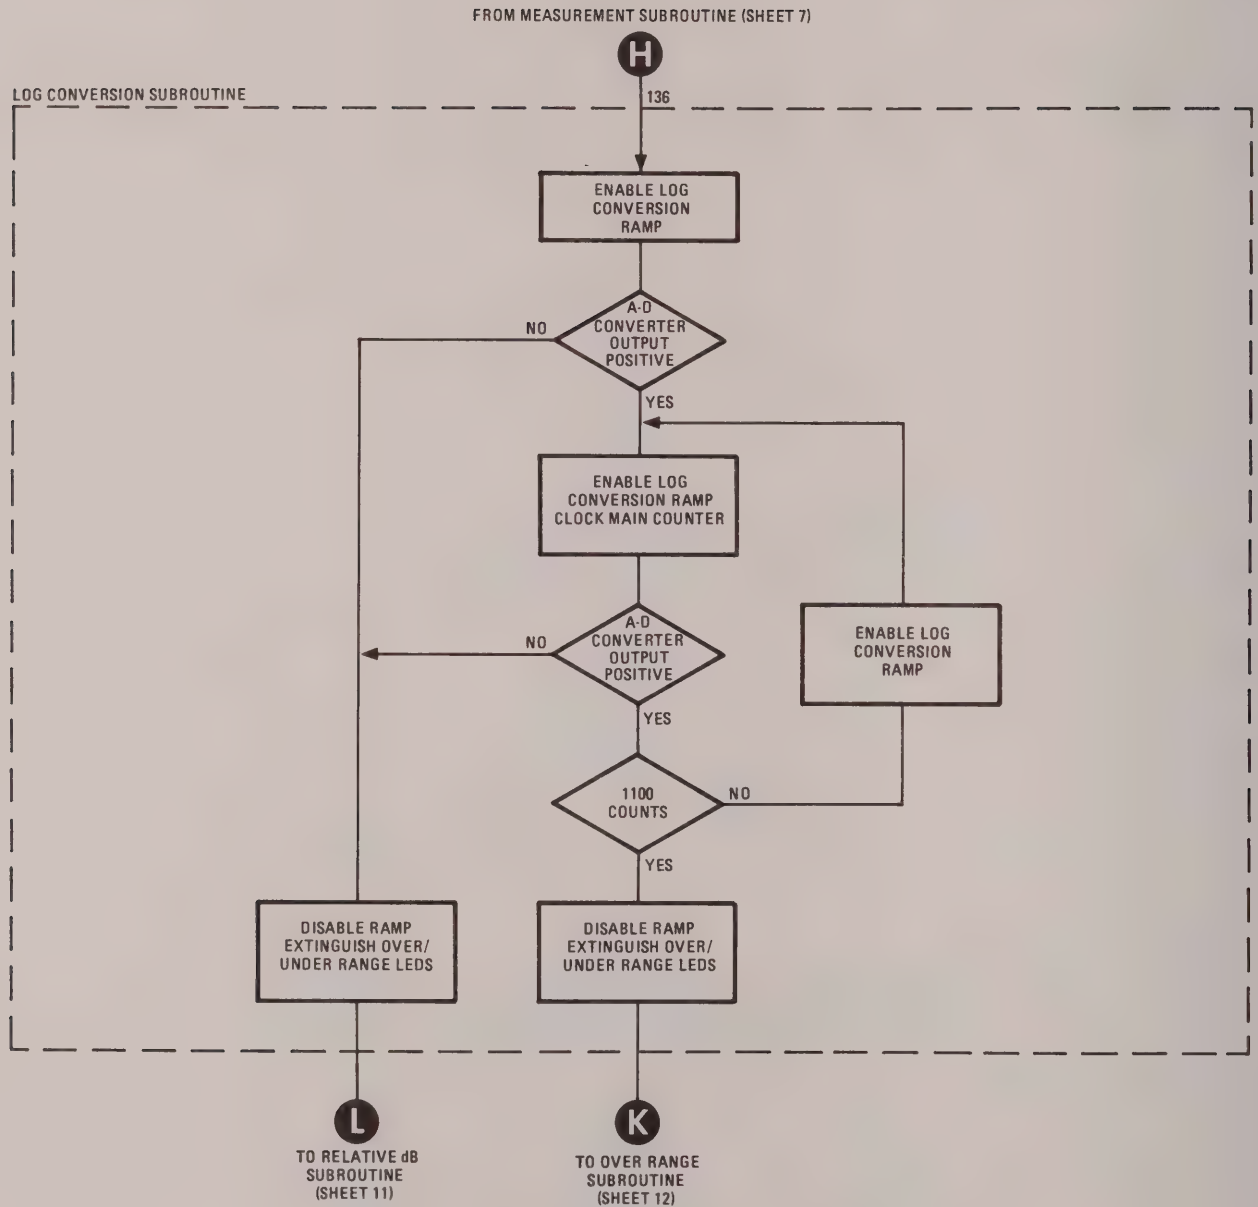 FROM MEASUREMENT SUBROUTINE (SHEET 7)
H
LOG CONVERSION SUBROUTINE
136
ENABLE LOG
CONVERSION
RAMP
A-D
CONVERTER
OUTPUT
POSITIVE
NO
YES
ENABLE LOG
CONVERSION RAMP
CLOCK MAIN COUNTER
A-D
CONVERTER
OUTPUT
POSITIVE
NO
YES
ENABLE LOG
CONVERSION
RAMP
1100
COUNTS
NO
YES
DISABLE RAMP
EXTINGUISH OVER/
UNDER RANGE LEDS
DISABLE RAMP
EXTINGUISH OVER/
UNDER RANGE LEDS
L
TO RELATIVE dB
SUBROUTINE
(SHEET 11)
K
TO OVER RANGE
SUBROUTINE
(SHEET 12)